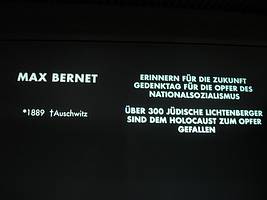 MAX BERNET
*1889 †Auschwitz
ERINNERN FÜR DIE ZUKUNFT
GEDENKTAG FÜR DIE OPFER DES
NATIONALSOZIALISMUS
ÜBER 300 JÜDISCHE LICHTENBERGER
SIND DEM HOLOCAUST ZUM OPFER
GEFALLEN